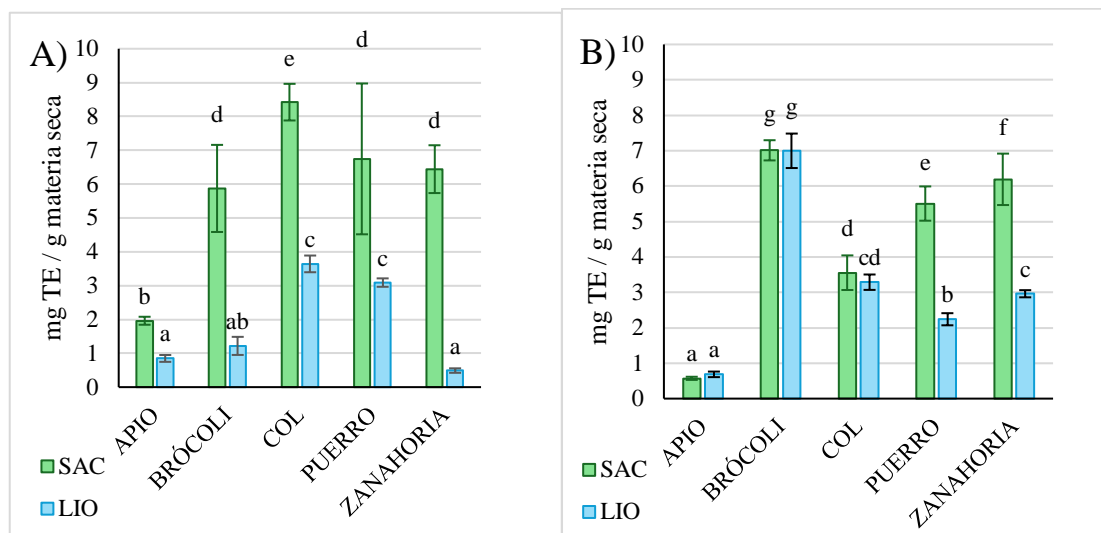 A)
mg TE / g materia seca
10
9
8
7
6
5
4
3
2
1
0
b
a
d
ab
e
c
d
c
d
a
APIO
BRÓCOLI
COL
PUERRO
ZANAHORIA
SAC
LIO
B)
mg TE / g materia seca
10
9
8
7
6
5
4
3
2
1
0
a
a
g
g
d
cd
e
b
f
c
APIO
BRÓCOLI
COL
PUERRO
ZANAHORIA
SAC
LIO